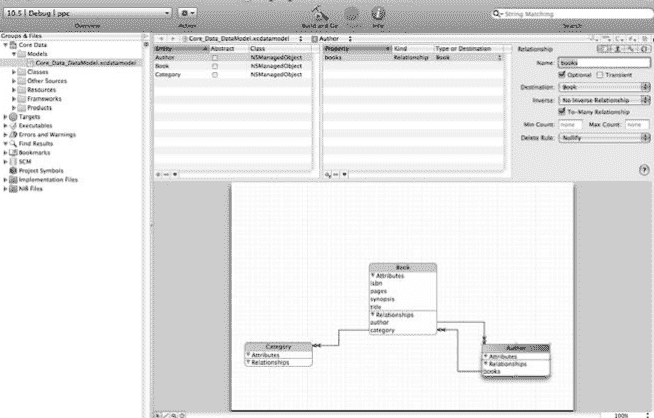 10.5 | Debug | ppc
String Matching
Overview
Action
Build and Go
Info
Search
Groups & Files
Core Data
Models
Core_Data_DataModel.xcdatamodel
Classes
Other Sources
Resources
Frameworks
Products
Targets
Executables
Errors and Warnings
Find Results
Bookmarks
SCM
Project Symbols
Implementation Files
NIB Files
Core_Data_DataModel.xcdatamodel
Author
Entity Abstract Class
Author NSManagedObject
Book NSManagedObject
Category NSManagedObject
Property Kind Type or Destination
books Relationship Book
Relationship
Name: books
Optional Transient
Destination: Book
Inverse: No Inverse Relationship
To-Many Relationship
Min Count: none Max Count: none
Delete Rule: Nullify
Book
Attributes
isbn
pages
synopsis
title
Relationships
author
category
Category
Attributes
Relationships
Author
Attributes
Relationships
books
100%